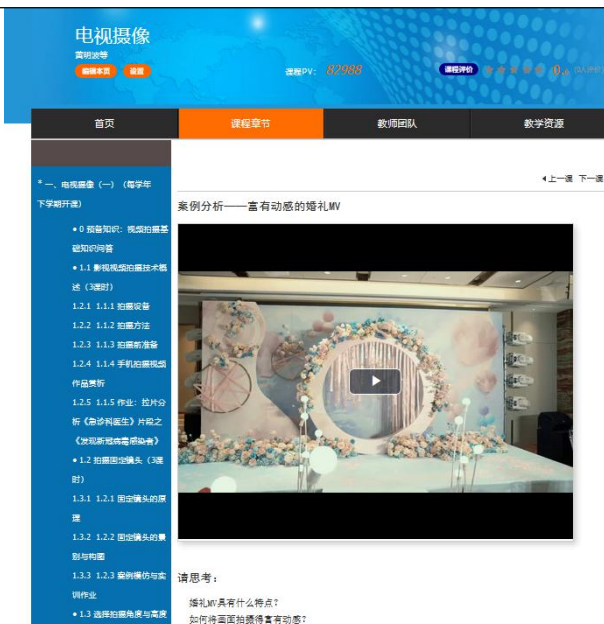 电视摄像
黄明波等
编辑本页 设置
课程PV: 82988
课程评价
首页 课程章节 教师团队 教学资源
一、电视摄像（一）（每学年
下学期开课）
0 预备知识：视频拍摄基
础知识问答
1.1 影视视频拍摄技术概
述（3课时）
1.2.1 1.1.1 拍摄设备
1.2.2 1.1.2 拍摄方法
1.2.3 1.1.3 拍摄前准备
1.2.4 1.1.4 手机拍摄视频
作品赏析
1.2.5 1.1.5 作业：拉片分
析《急诊科医生》片段之
《发现新冠病毒感染者》
1.2 拍摄固定镜头（3课
时）
1.3.1 1.2.1 固定镜头的原
理
1.3.2 1.2.2 固定镜头的景
别与构图
1.3.3 1.2.3 案例模仿与实
训作业
1.3 选择拍摄角度与高度
上一课 下一课
案例分析——富有动感的婚礼MV
请思考：
婚礼MV具有什么特点？
如何将画面拍摄得富有动感？